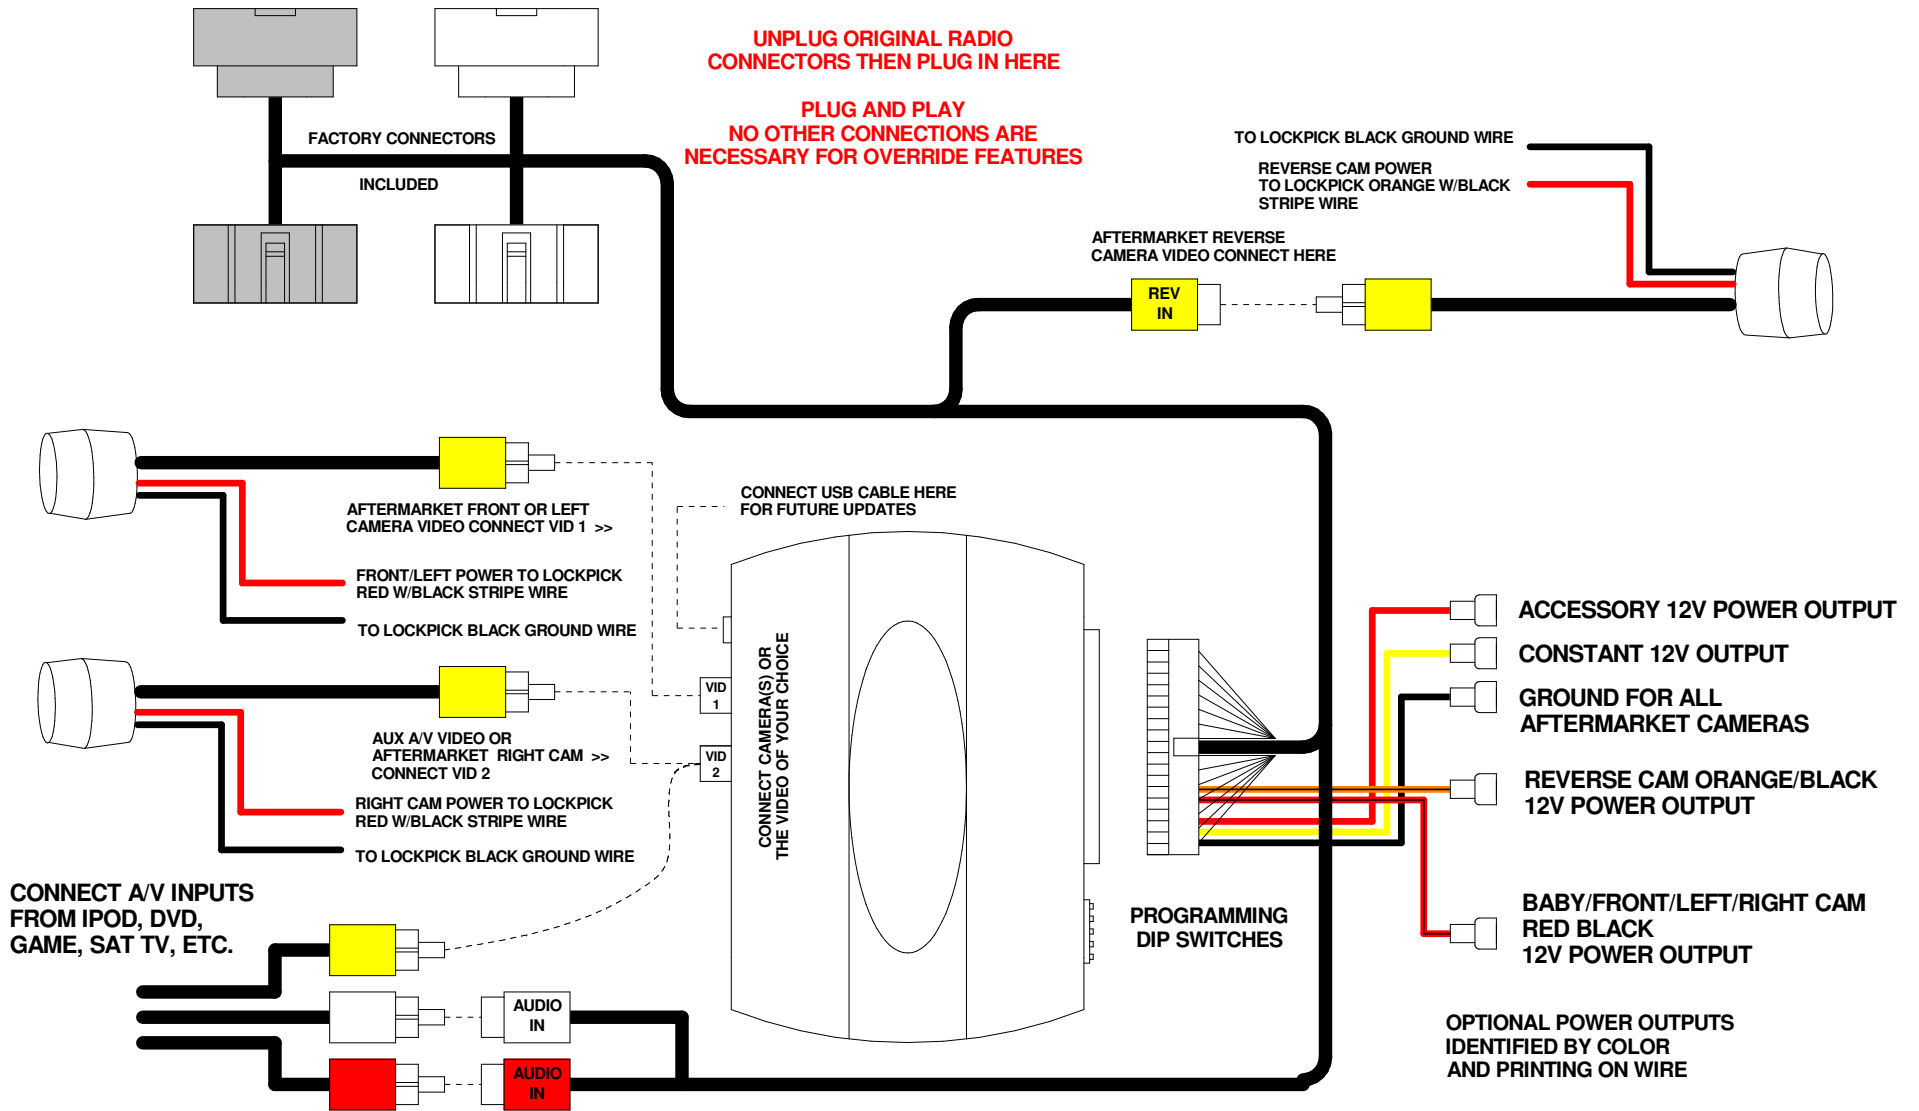 UNPLUG ORIGINAL RADIO
CONNECTORS THEN PLUG IN HERE
PLUG AND PLAY
NO OTHER CONNECTIONS ARE
NECESSARY FOR OVERRIDE FEATURES
FACTORY CONNECTORS
INCLUDED
TO LOCKPICK BLACK GROUND WIRE
REVERSE CAM POWER
TO LOCKPICK ORANGE W/BLACK
STRIPE WIRE
AFTERMARKET REVERSE
CAMERA VIDEO CONNECT HERE
REV
IN
AFTERMARKET FRONT OR LEFT
CAMERA VIDEO CONNECT VID 1 >>
FRONT/LEFT POWER TO LOCKPICK
RED W/BLACK STRIPE WIRE
TO LOCKPICK BLACK GROUND WIRE
CONNECT USB CABLE HERE
FOR FUTURE UPDATES
VID
1
VID
2
CONNECT CAMERA(S) OR
THE VIDEO OF YOUR CHOICE
AUX A/V VIDEO OR
AFTERMARKET RIGHT CAM >>
CONNECT VID 2
RIGHT CAM POWER TO LOCKPICK
RED W/BLACK STRIPE WIRE
TO LOCKPICK BLACK GROUND WIRE
CONNECT A/V INPUTS
FROM IPOD, DVD,
GAME, SAT TV, ETC.
AUDIO
IN
AUDIO
IN
PROGRAMMING
DIP SWITCHES
ACCESSORY 12V POWER OUTPUT
CONSTANT 12V OUTPUT
GROUND FOR ALL
AFTERMARKET CAMERAS
REVERSE CAM ORANGE/BLACK
12V POWER OUTPUT
BABY/FRONT/LEFT/RIGHT CAM
RED BLACK
12V POWER OUTPUT
OPTIONAL POWER OUTPUTS
IDENTIFIED BY COLOR
AND PRINTING ON WIRE